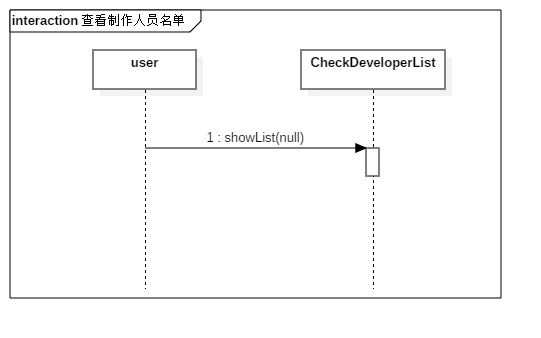 interaction 查看制作人员名单
user
CheckDeveloperList
1 : showList(null)